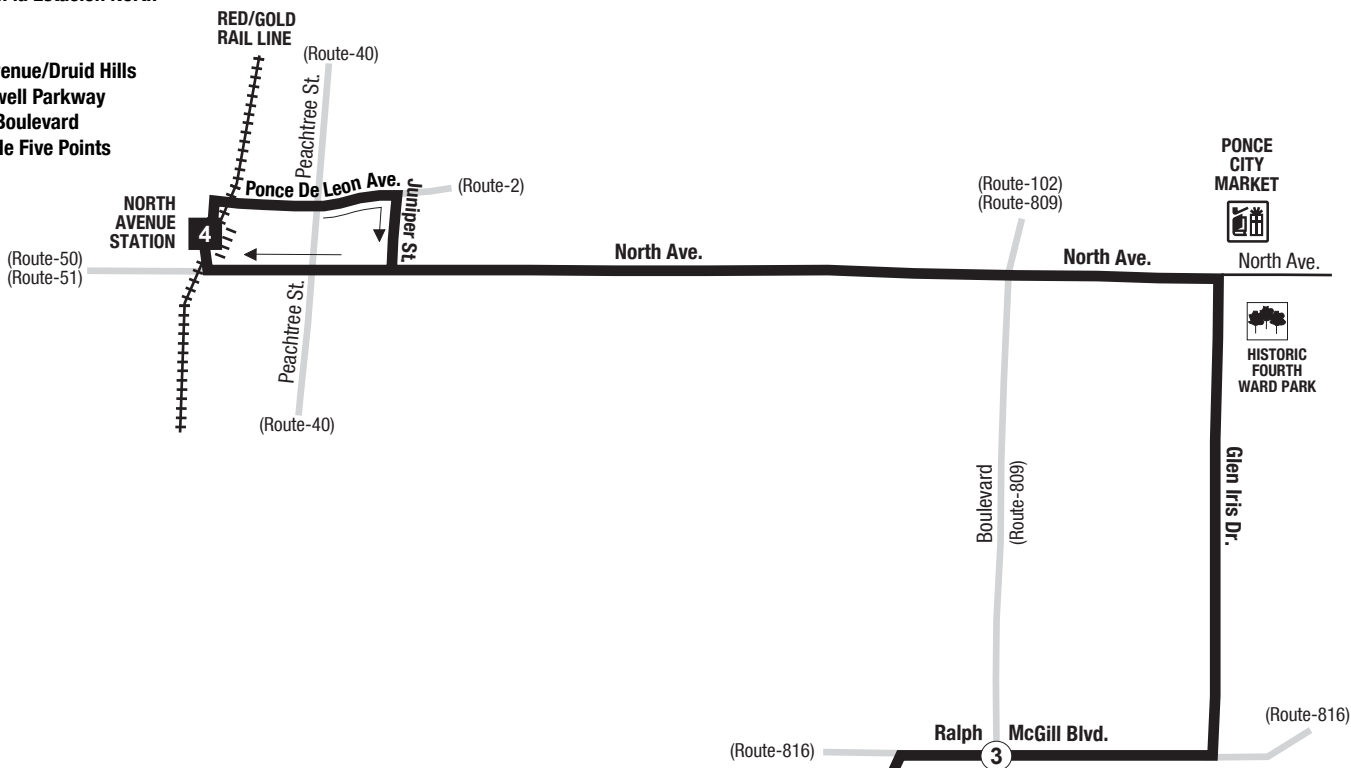 RED/GOLD
RAIL LINE
(Route-40)
Peachtree St.
Ponce De Leon Ave.
Juniper St.
(Route-2)
NORTH
AVENUE
STATION
4
(Route-50)
(Route-51)
North Ave.
Peachtree St.
(Route-40)
(Route-102)
(Route-809)
North Ave.
PONCE
CITY
MARKET
North Ave.
HISTORIC
FOURTH
WARD PARK
Boulevard
(Route-809)
Glen Iris Dr.
(Route-816)
Ralph McGill Blvd.
3
(Route-816)
enue/Druid Hills
well Parkway
Boulevard
le Five Points